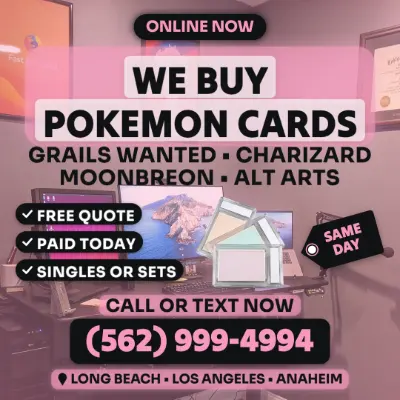 ONLINE NOW
WE BUY
POKEMON CARDS
GRAILS WANTED • CHARIZARD
MOONBREON • ALT ARTS
✓ FREE QUOTE
✓ PAID TODAY
✓ SINGLES OR SETS
SAME
DAY
CALL OR TEXT NOW
(562) 999-4994
LONG BEACH • LOS ANGELES • ANAHEIM